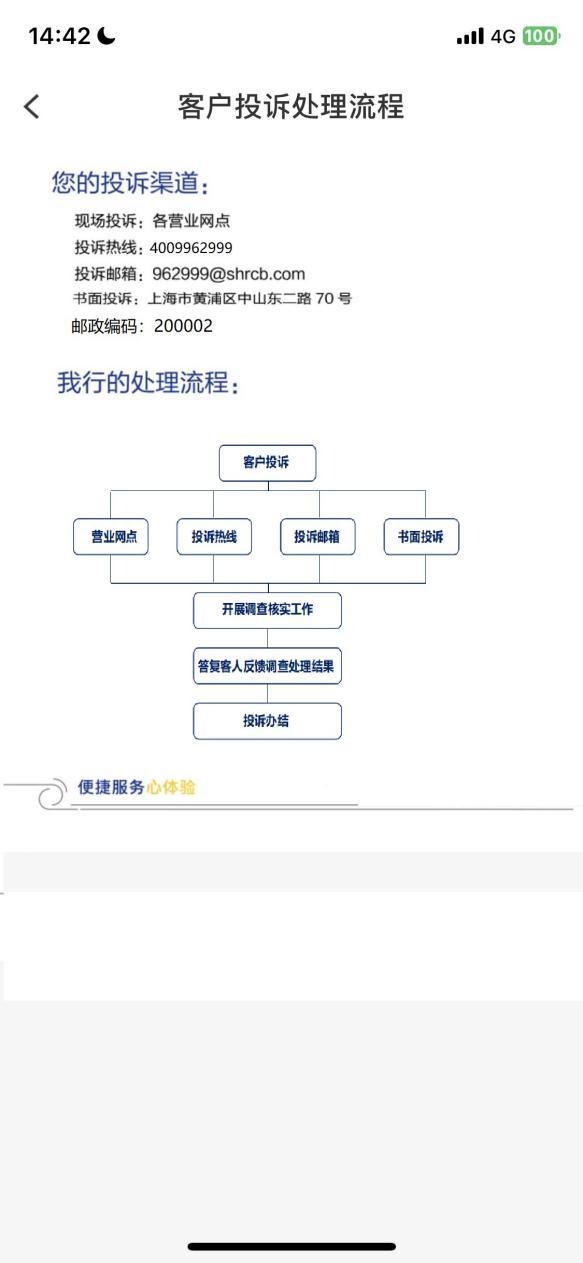 14:42
4G 100
客户投诉处理流程
您的投诉渠道：
现场投诉：各营业网点
投诉热线：4009962999
投诉邮箱：962999@shrcb.com
书面投诉：上海市黄浦区中山东二路 70 号
邮政编码：200002
我行的处理流程：
客户投诉
营业网点 投诉热线 投诉邮箱 书面投诉
开展调查核实工作
答复客人反馈调查处理结果
投诉办结
便捷服务心体验